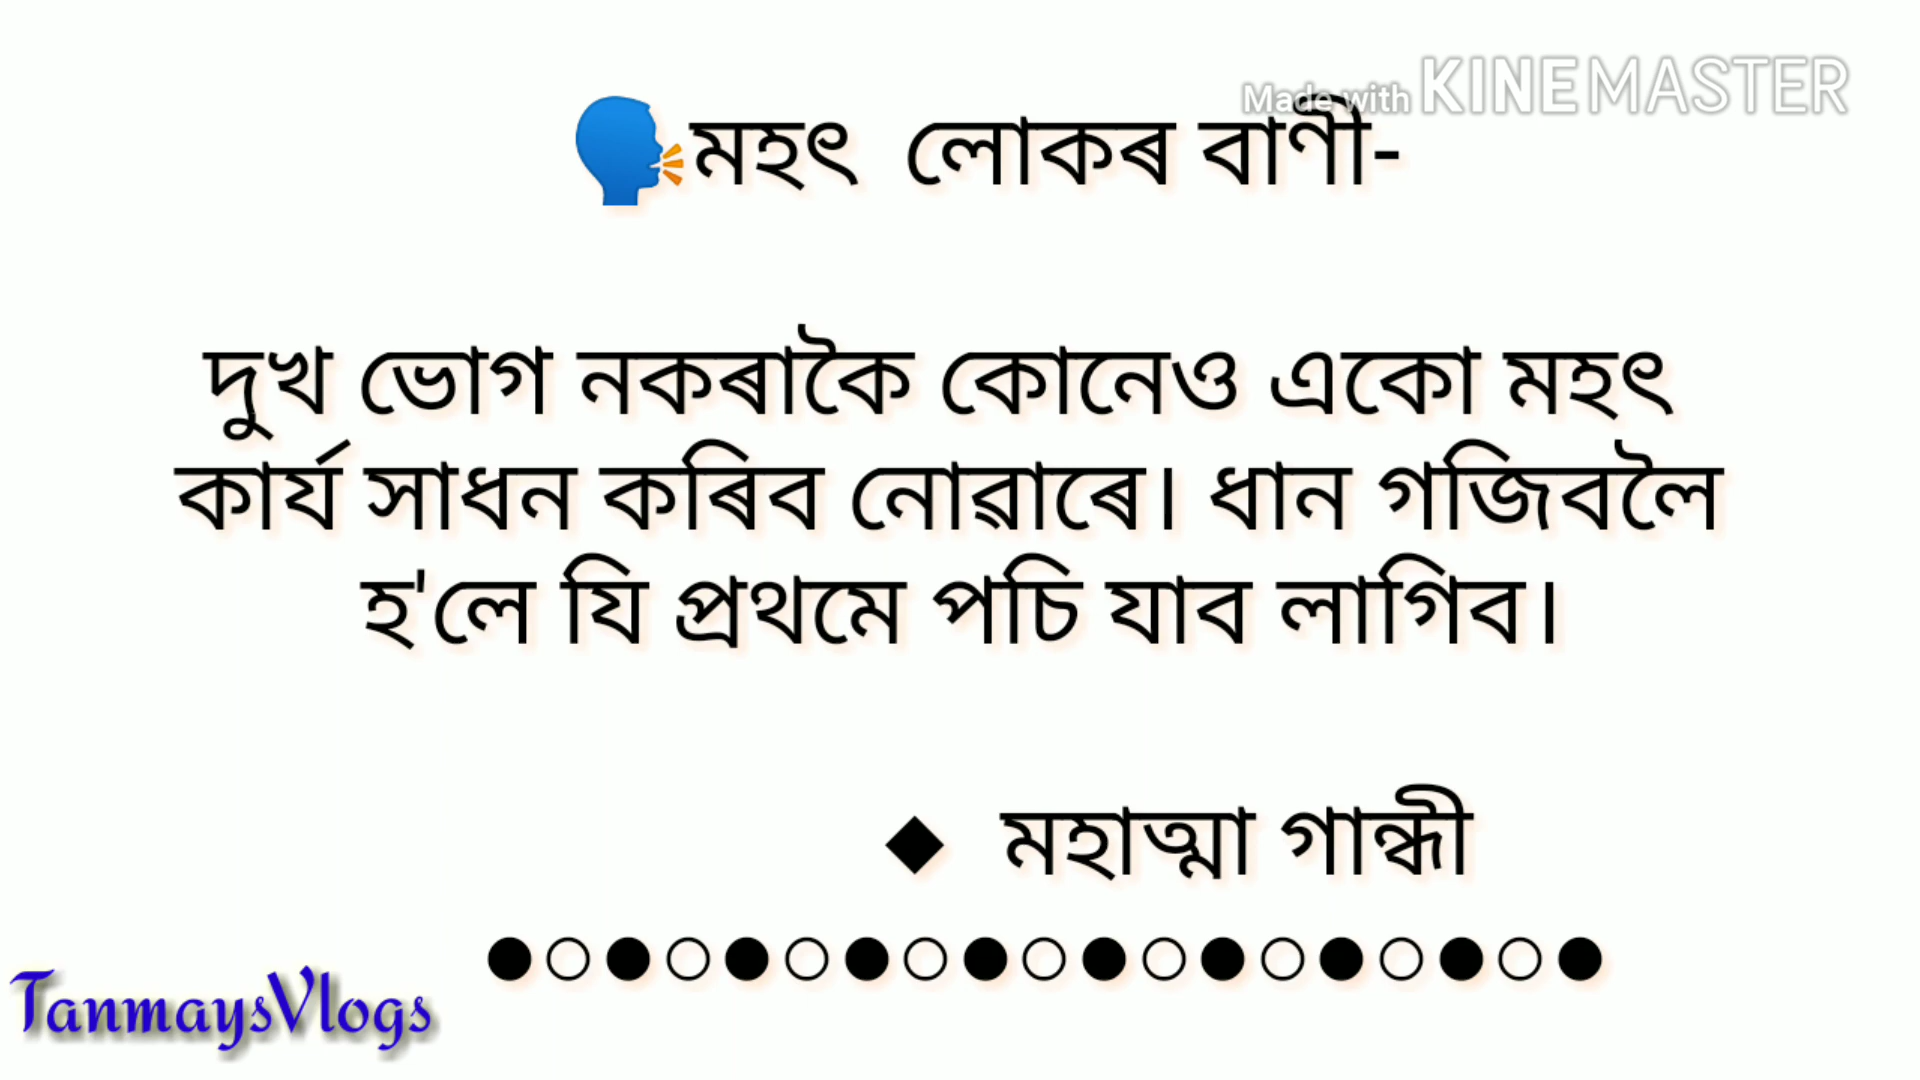 Made with KINEMASTER
🗣️মহৎ  লোকৰ বাণী-
দুখ ভোগ নকৰাকৈ কোনেও একো মহৎ
কাৰ্য সাধন কৰিব নোৱাৰে। ধান গজিবলৈ
হ'লে যি প্ৰথমে পচি যাব লাগিব।
◆ মহাত্মা গান্ধী
●○●○●○●○●○●○●○●○●○●
TanmaysVlogs